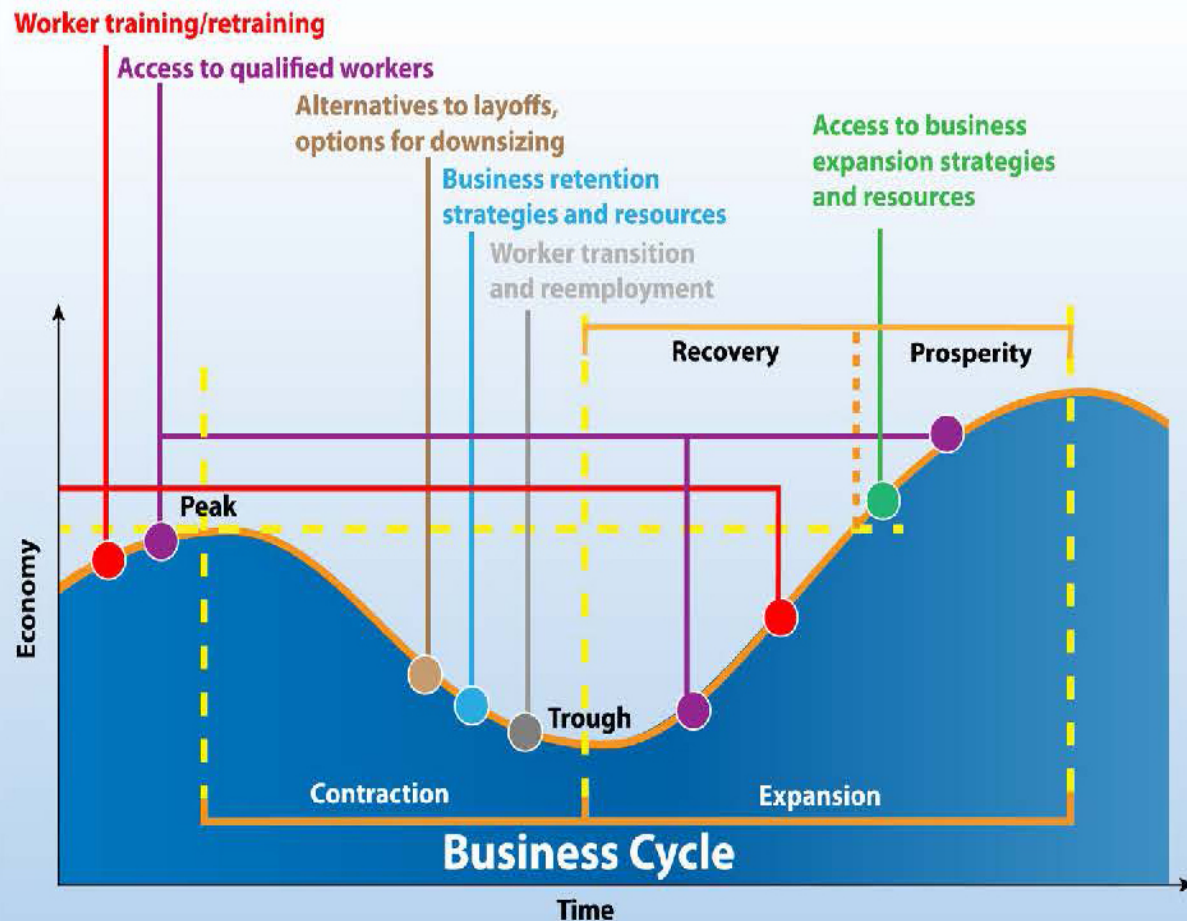 Worker training/retraining
Access to qualified workers
Alternatives to layoffs,
options for downsizing
Business retention
strategies and resources
Worker transition
and reemployment
Access to business
expansion strategies
and resources
Recovery
Prosperity
Peak
Economy
Trough
Contraction
Expansion
Business Cycle
Time